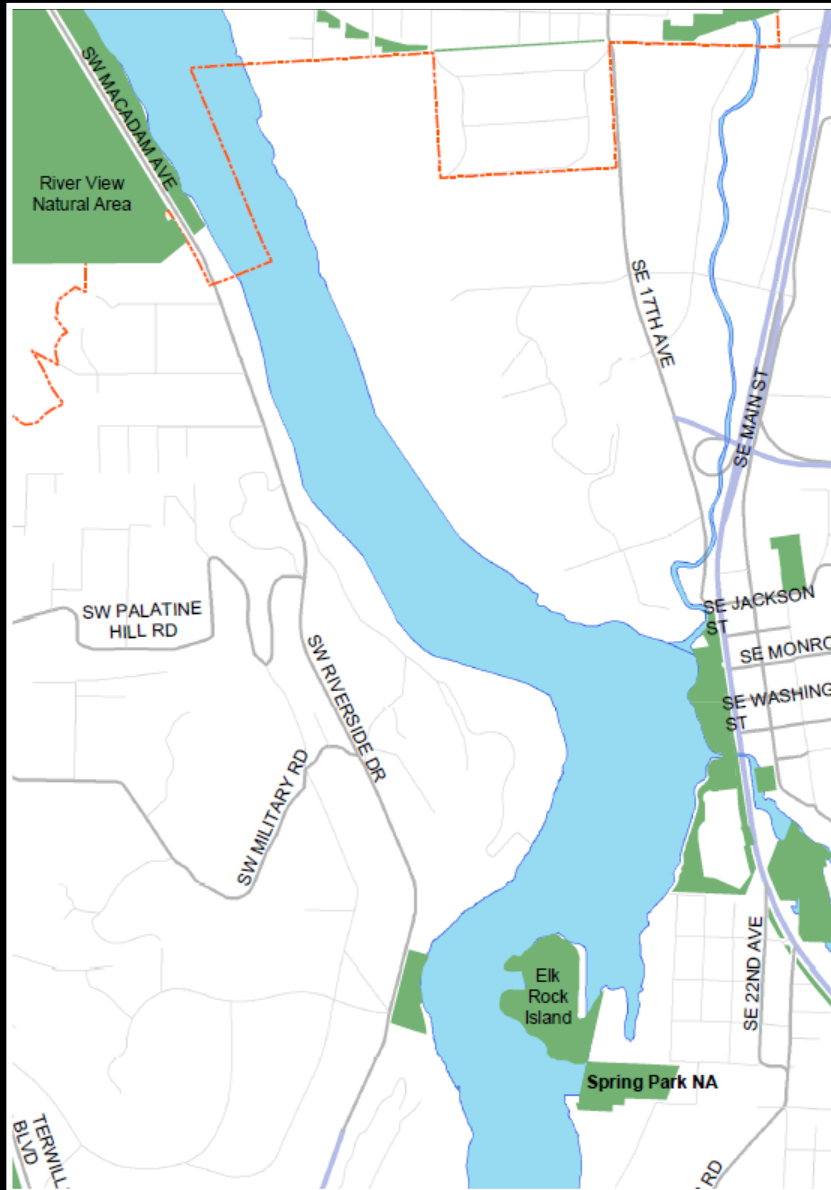 SW MACADAM AVE
River View
Natural Area
SE 17TH AVE
SE MAIN ST
SW PALATINE
HILL RD
SE JACKSON
ST
SE MONRO
SW RIVERSIDE DR
SE WASHING
ST
SW MILITARY RD
Elk
Rock
Island
SE 22ND AVE
Spring Park NA
TERWILL
BLVD
RD